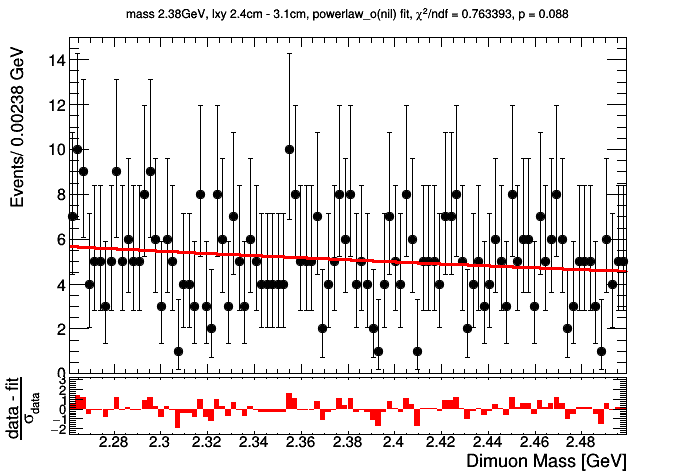 mass 2.38GeV, lxy 2.4cm - 3.1cm, powerlaw_o(nil) fit, χ²/ndf = 0.763393, p = 0.088
Events/ 0.00238 GeV
14
12
10
8
6
4
2
0
data - fit
σdata
3
2
1
0
−1
−2
2.28 2.3 2.32 2.34 2.36 2.38 2.4 2.42 2.44 2.46 2.48
Dimuon Mass [GeV]